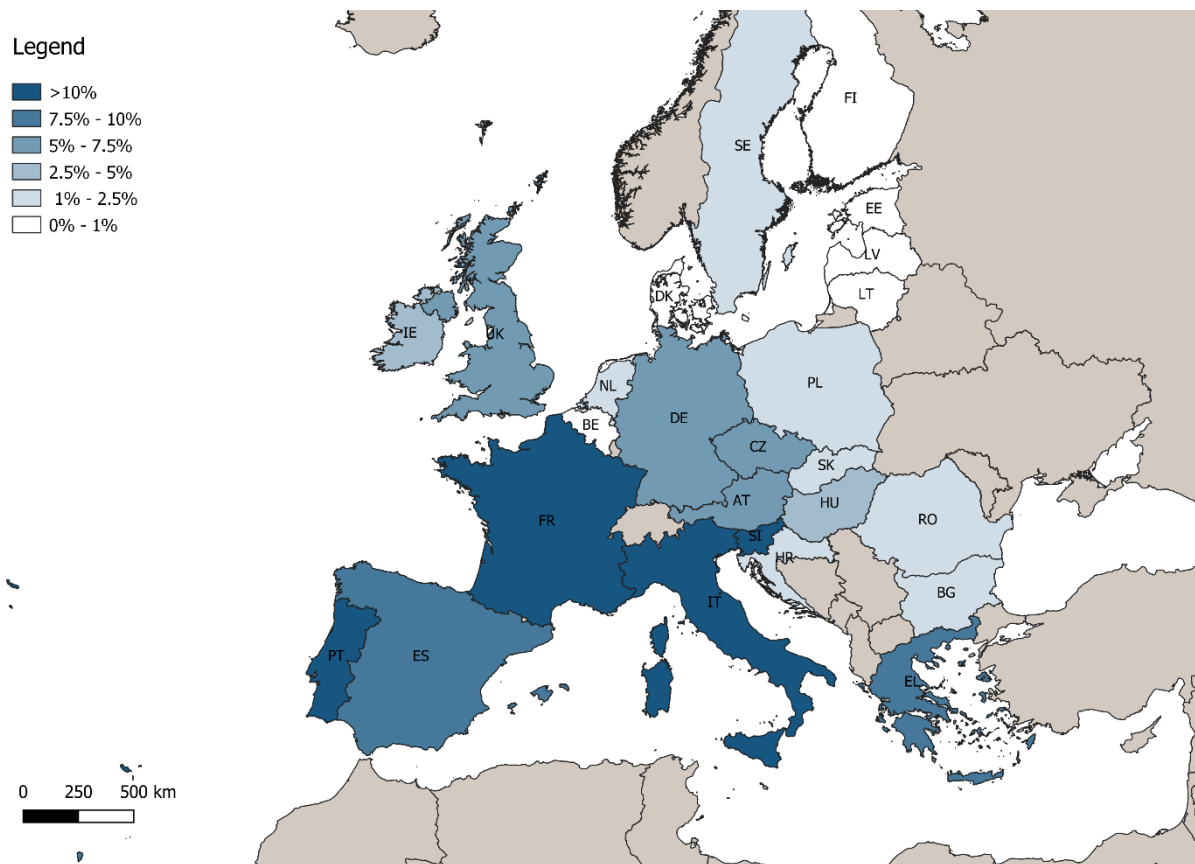 Legend
>10%
7.5% - 10%
5% - 7.5%
2.5% - 5%
1% - 2.5%
0% - 1%
FI
SE
EE
LV
LT
DK
IE
UK
NL
PL
BE
DE
CZ
SK
AT
HU
FR
RO
SI
HR
BG
IT
PT
ES
EL
0 250 500 km